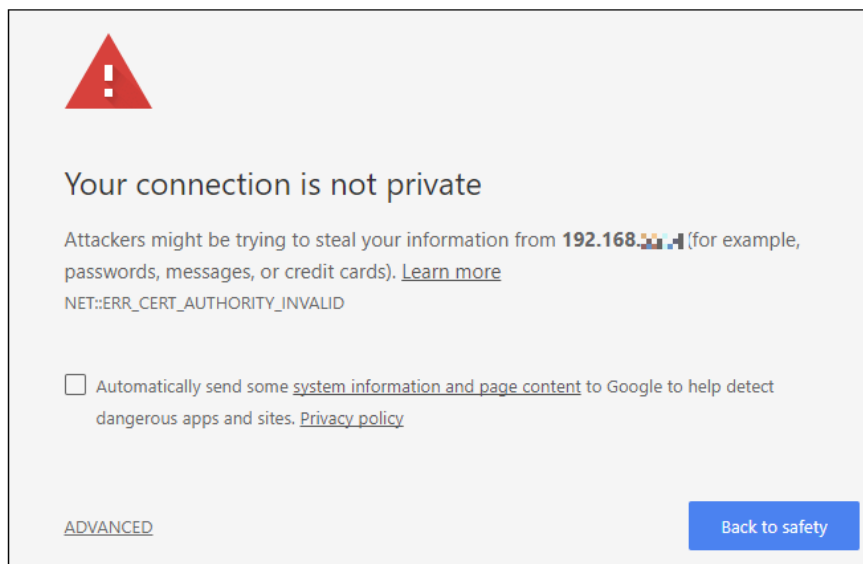 Your connection is not private
Attackers might be trying to steal your information from 192.168. (for example,
passwords, messages, or credit cards). Learn more
NET::ERR_CERT_AUTHORITY_INVALID
Automatically send some system information and page content to Google to help detect
dangerous apps and sites. Privacy policy
ADVANCED
Back to safety